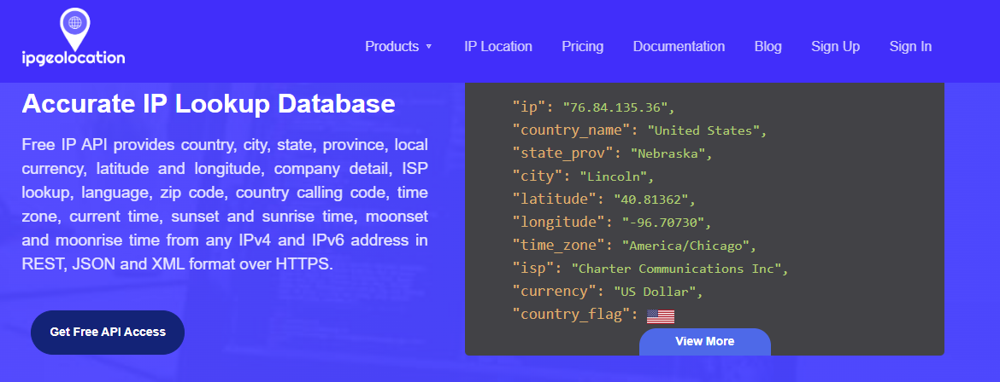 ipgeolocation
Products ▼ IP Location Pricing Documentation Blog Sign Up Sign In
Accurate IP Lookup Database
Free IP API provides country, city, state, province, local
currency, latitude and longitude, company detail, ISP
lookup, language, zip code, country calling code, time
zone, current time, sunset and sunrise time, moonset
and moonrise time from any IPv4 and IPv6 address in
REST, JSON and XML format over HTTPS.
Get Free API Access
"ip": "76.84.135.36",
"country_name": "United States",
"state_prov": "Nebraska",
"city": "Lincoln",
"latitude": "40.81362",
"longitude": "-96.70730",
"time_zone": "America/Chicago",
"isp": "Charter Communications Inc",
"currency": "US Dollar",
"country_flag":
View More